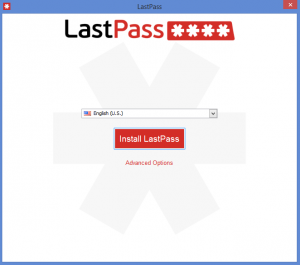 LastPass
LastPass ****
English (U.S.)
Install LastPass
Advanced Options